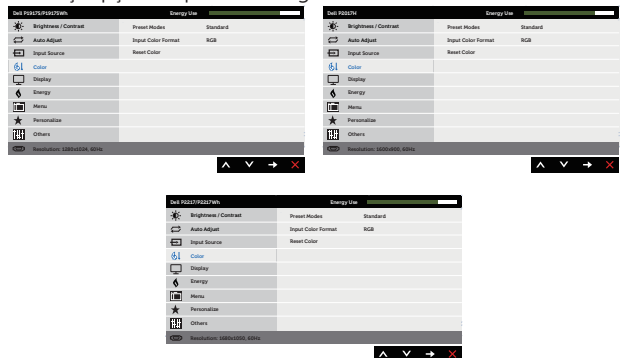 Dell P1917S/P1917SWh Energy Use
Brightness / Contrast Preset Modes Standard
Auto Adjust Input Color Format RGB
Input Source Reset Color
Color
Display
Energy
Menu
Personalize
Others
Resolution: 1280x1024, 60Hz
Dell P2017H Energy Use
Brightness / Contrast Preset Modes Standard
Auto Adjust Input Color Format RGB
Input Source Reset Color
Color
Display
Energy
Menu
Personalize
Others
Resolution: 1600x900, 60Hz
Dell P2217/P2217Wh Energy Use
Brightness / Contrast Preset Modes Standard
Auto Adjust Input Color Format RGB
Input Source Reset Color
Color
Display
Energy
Menu
Personalize
Others
Resolution: 1680x1050, 60Hz